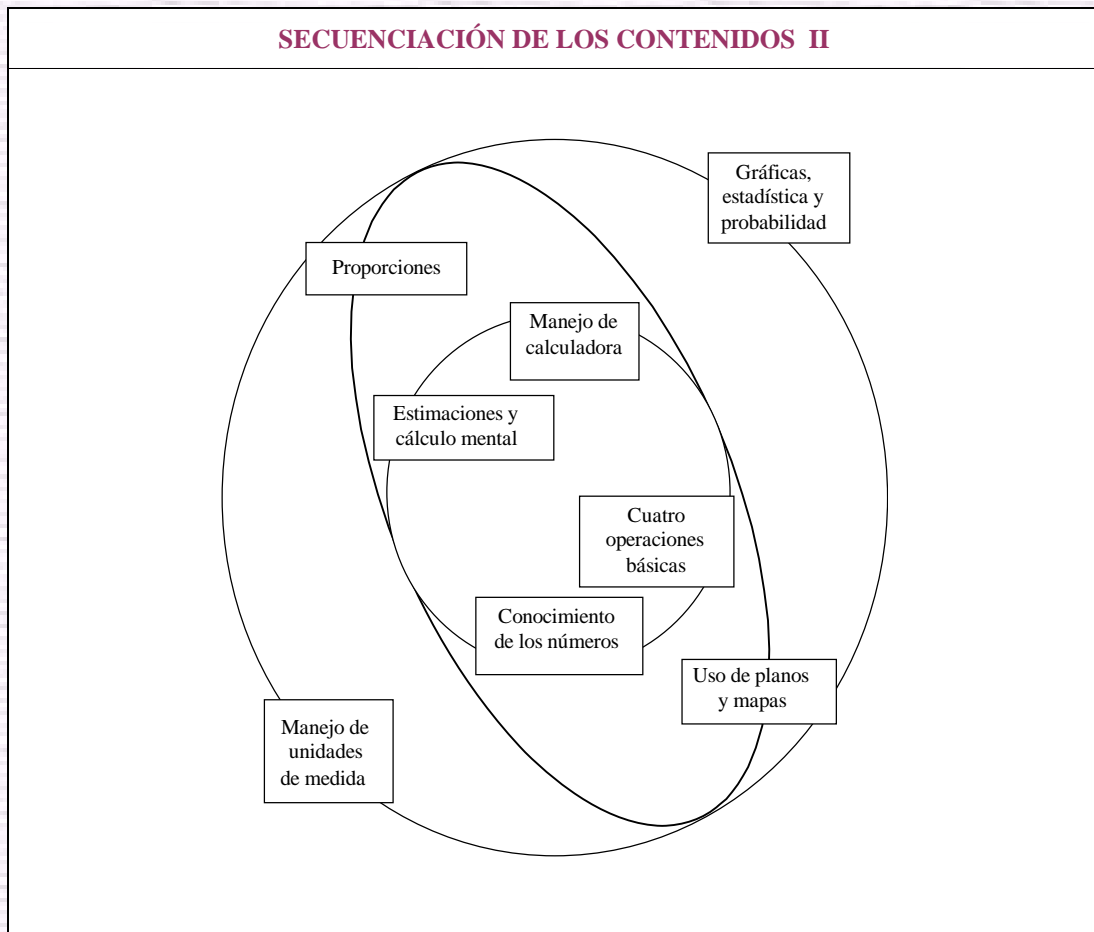 SECUENCIACIÓN DE LOS CONTENIDOS II
Gráficas,
estadística y
probabilidad
Proporciones
Manejo de
calculadora
Estimaciones y
cálculo mental
Cuatro
operaciones
básicas
Conocimiento
de los números
Uso de planos
y mapas
Manejo de
unidades
de medida